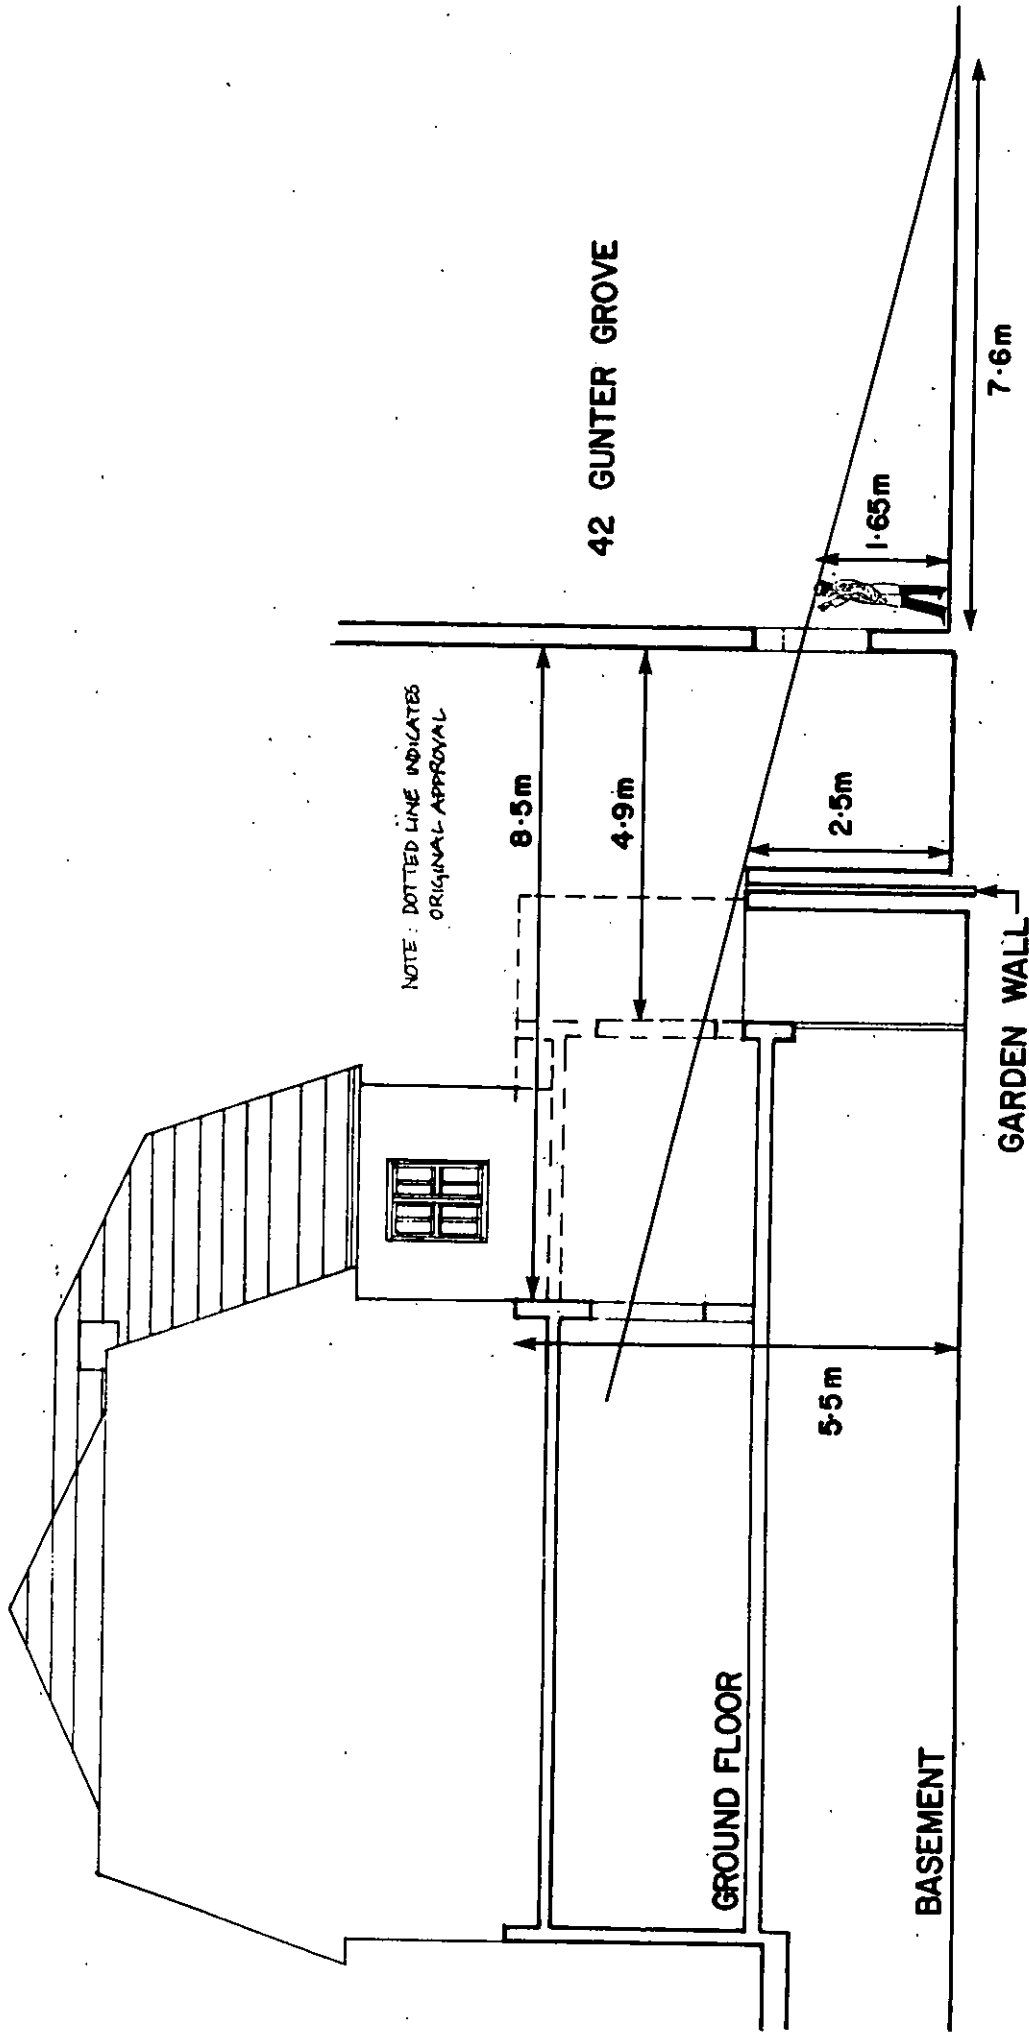 NOTE: DOTTED LINE INDICATES
ORIGINAL APPROVAL
42 GUNTER GROVE
8·5m
4·9m
1·65m
2·5m
7·6m
5·5m
GROUND FLOOR
BASEMENT
GARDEN WALL